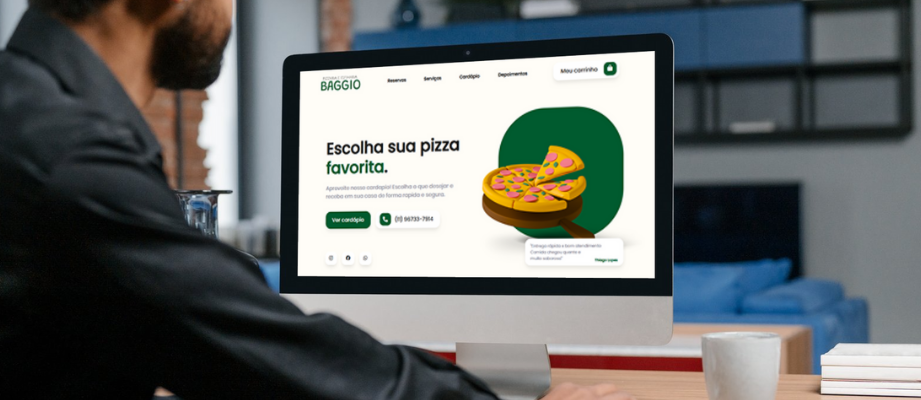 BAGGIO
Reservas
Serviços
Cardápio
Depoimentos
Meu carrinho
Escolha sua pizza
favorita.
Aproveite nosso cardápio! Escolha o que desejar e
receba em sua casa de forma rápida e segura.
Ver cardápio
(11) 96733-7914
"Entrega rápida e bom atendimento
Comida chegou quente e
muito saborosa!"
Thiago Lopes